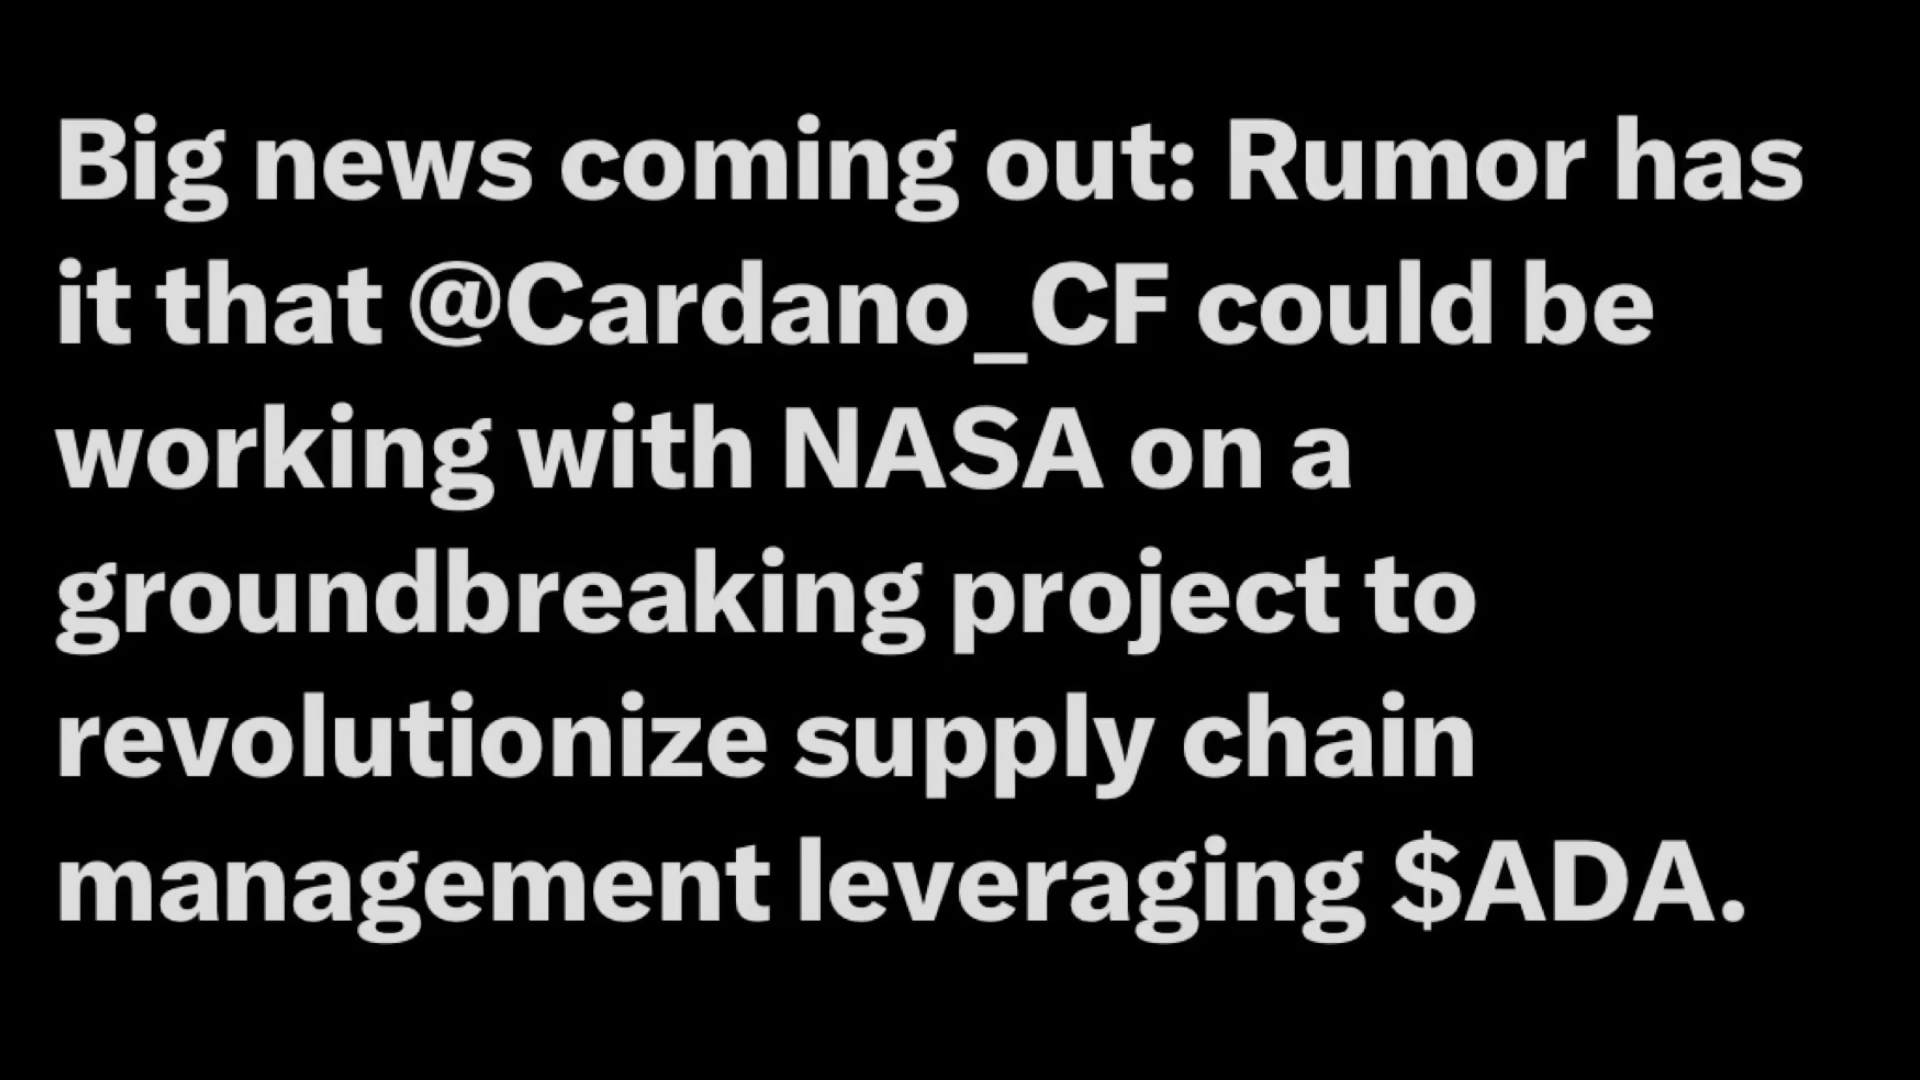 Big news coming out: Rumor has
it that @Cardano_CF could be
working with NASA on a
groundbreaking project to
revolutionize supply chain
management leveraging $ADA.